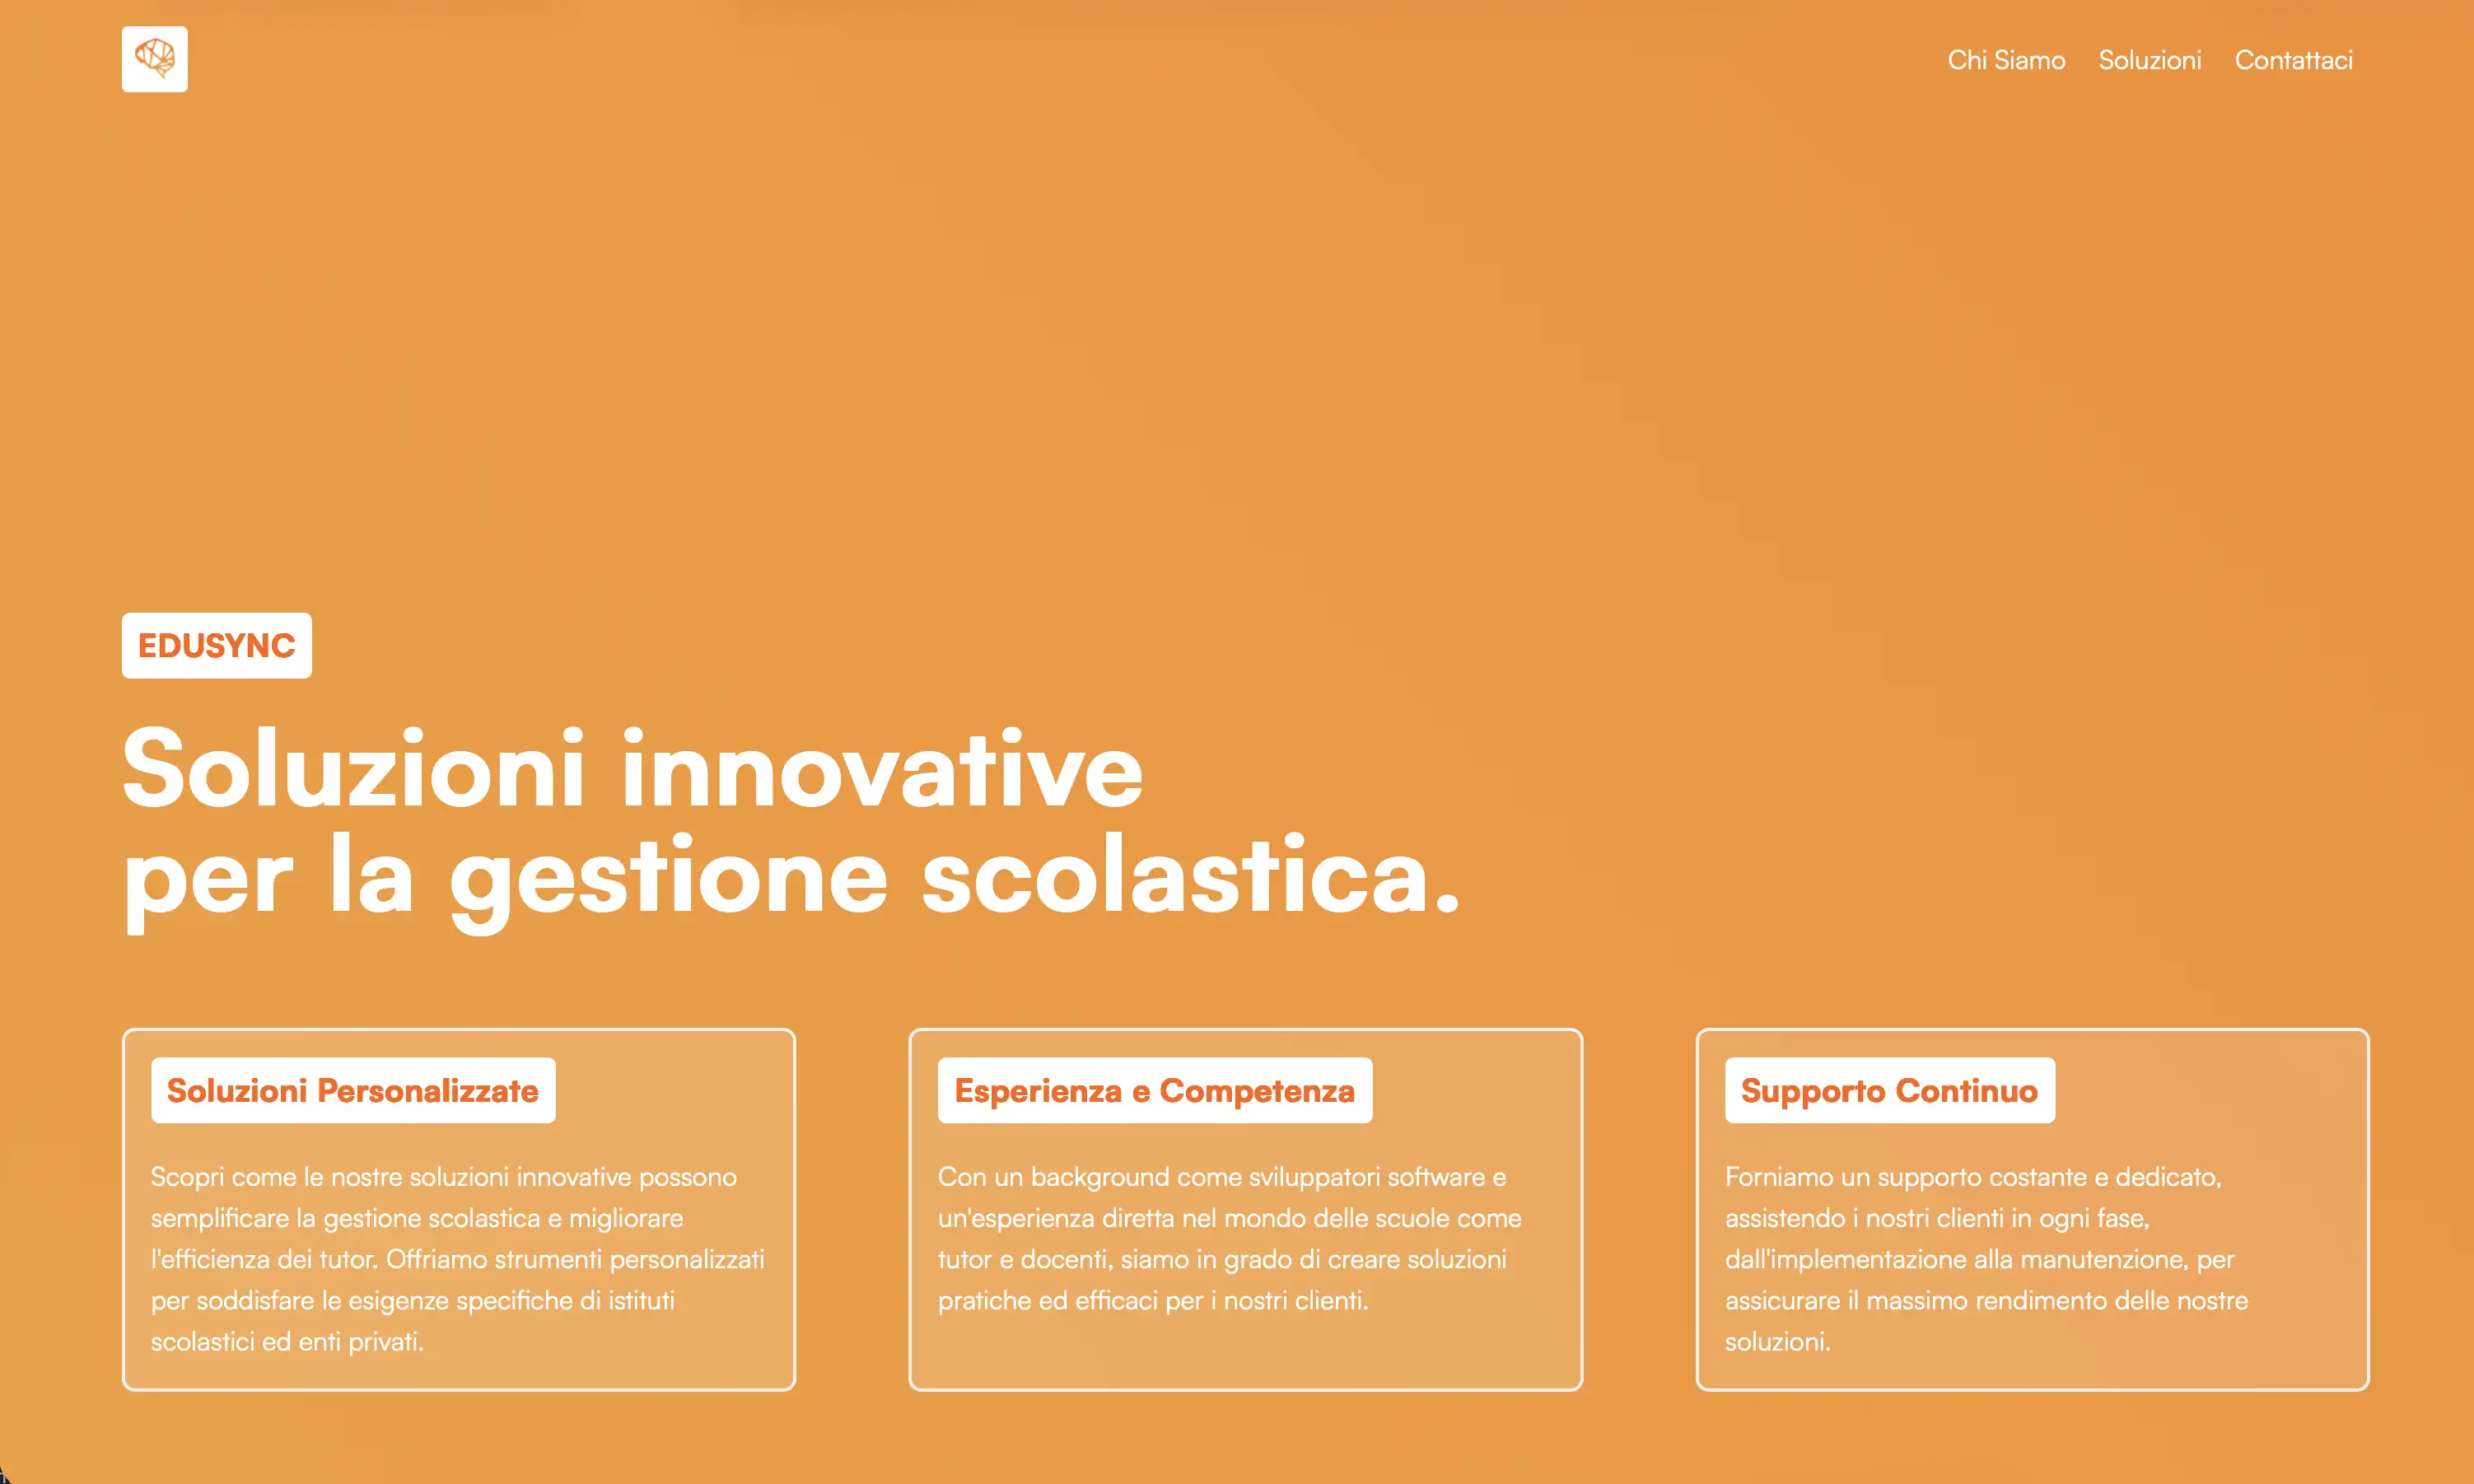 Chi Siamo Soluzioni Contattaci
EDUSYNC
Soluzioni innovative
per la gestione scolastica.
Soluzioni Personalizzate
Scopri come le nostre soluzioni innovative possono
semplificare la gestione scolastica e migliorare
l'efficienza dei tutor. Offriamo strumenti personalizzati
per soddisfare le esigenze specifiche di istituti
scolastici ed enti privati.
Esperienza e Competenza
Con un background come sviluppatori software e
un'esperienza diretta nel mondo delle scuole come
tutor e docenti, siamo in grado di creare soluzioni
pratiche ed efficaci per i nostri clienti.
Supporto Continuo
Forniamo un supporto costante e dedicato,
assistendo i nostri clienti in ogni fase,
dall'implementazione alla manutenzione, per
assicurare il massimo rendimento delle nostre
soluzioni.